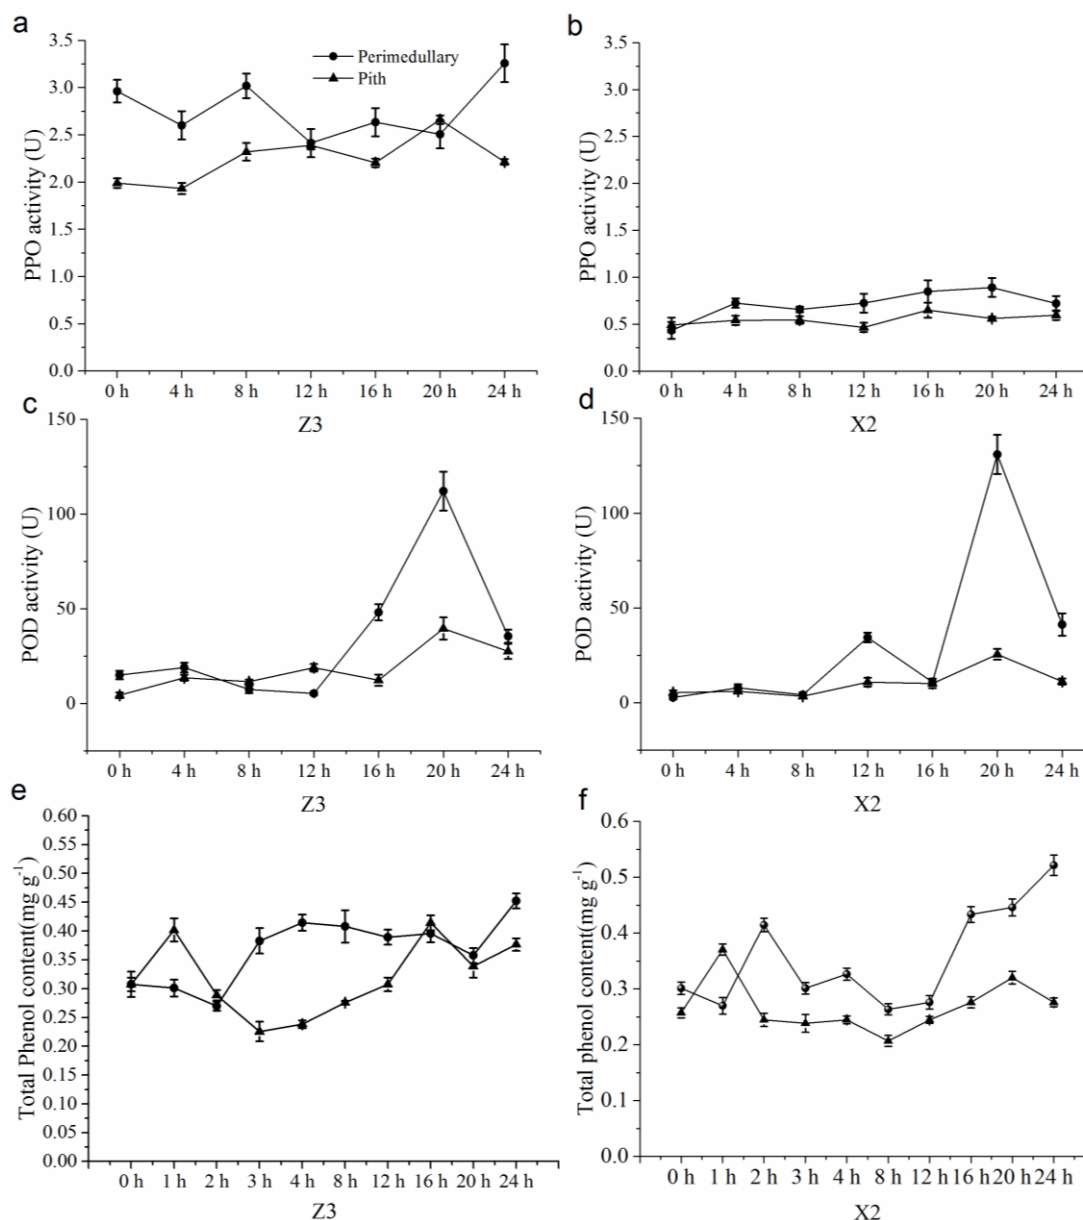 a
3.5
3.0
2.5
2.0
1.5
1.0
0.5
0.0
PPO activity (U)
Perimedullary
Pith
0 h 4 h 8 h 12 h 16 h 20 h 24 h
Z3
b
3.5
3.0
2.5
2.0
1.5
1.0
0.5
0.0
PPO activity (U)
0 h 4 h 8 h 12 h 16 h 20 h 24 h
X2
c
150
100
50
0
POD activity (U)
0 h 4 h 8 h 12 h 16 h 20 h 24 h
Z3
d
150
100
50
0
POD activity (U)
0 h 4 h 8 h 12 h 16 h 20 h 24 h
X2
e
0.60
0.55
0.50
0.45
0.40
0.35
0.30
0.25
0.20
0.15
0.10
0.05
0.00
Total Phenol content(mg g⁻¹)
0 h 1 h 2 h 3 h 4 h 8 h 12 h 16 h 20 h 24 h
Z3
f
0.6
0.5
0.4
0.3
0.2
0.1
0.0
Total phenol content(mg g⁻¹)
0 h 1 h 2 h 3 h 4 h 8 h 12 h 16 h 20 h 24 h
X2